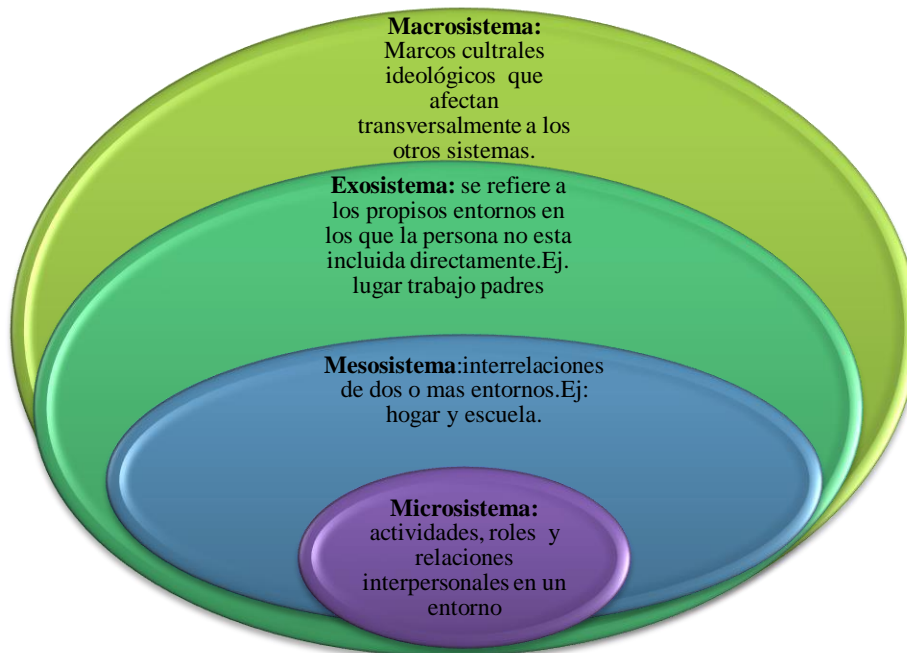 Macrosistema:
Marcos cultrales
ideológicos que
afectan
transversalmente a los
otros sistemas.
Exosistema: se refiere a
los propisos entornos en
los que la persona no esta
incluida directamente.Ej.
lugar trabajo padres
Mesosistema:interrelaciones
de dos o mas entornos.Ej:
hogar y escuela.
Microsistema:
actividades, roles y
relaciones
interpersonales en un
entorno